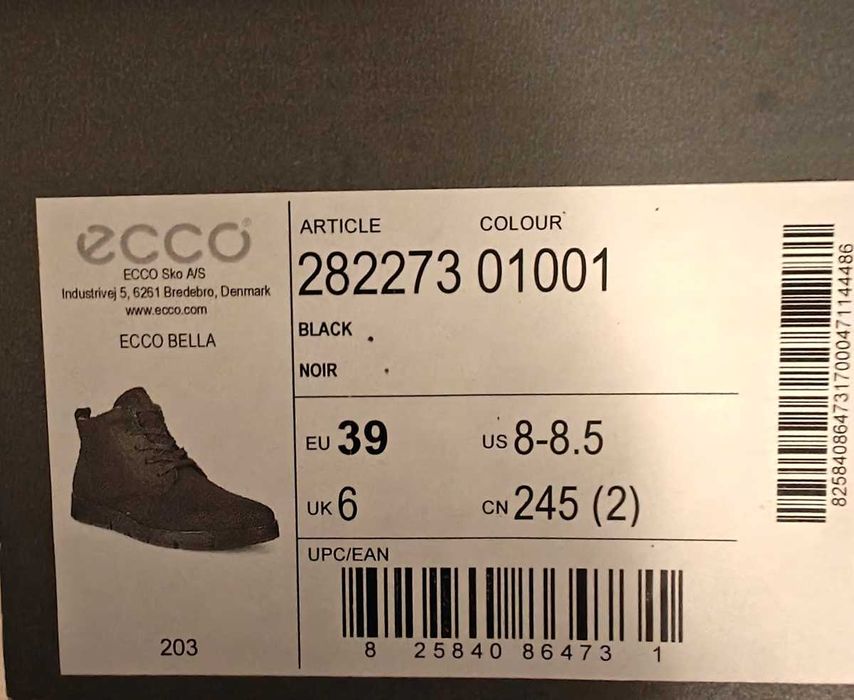 ecco®
ECCO Sko A/S
Industrivej 5, 6261 Bredebro, Denmark
www.ecco.com
ECCO BELLA
203
ARTICLE COLOUR
282273 01001
BLACK
NOIR
EU 39 US 8-8.5
UK 6 CN 245 (2)
UPC/EAN
8 25840 86473 1
825840864731700047114486